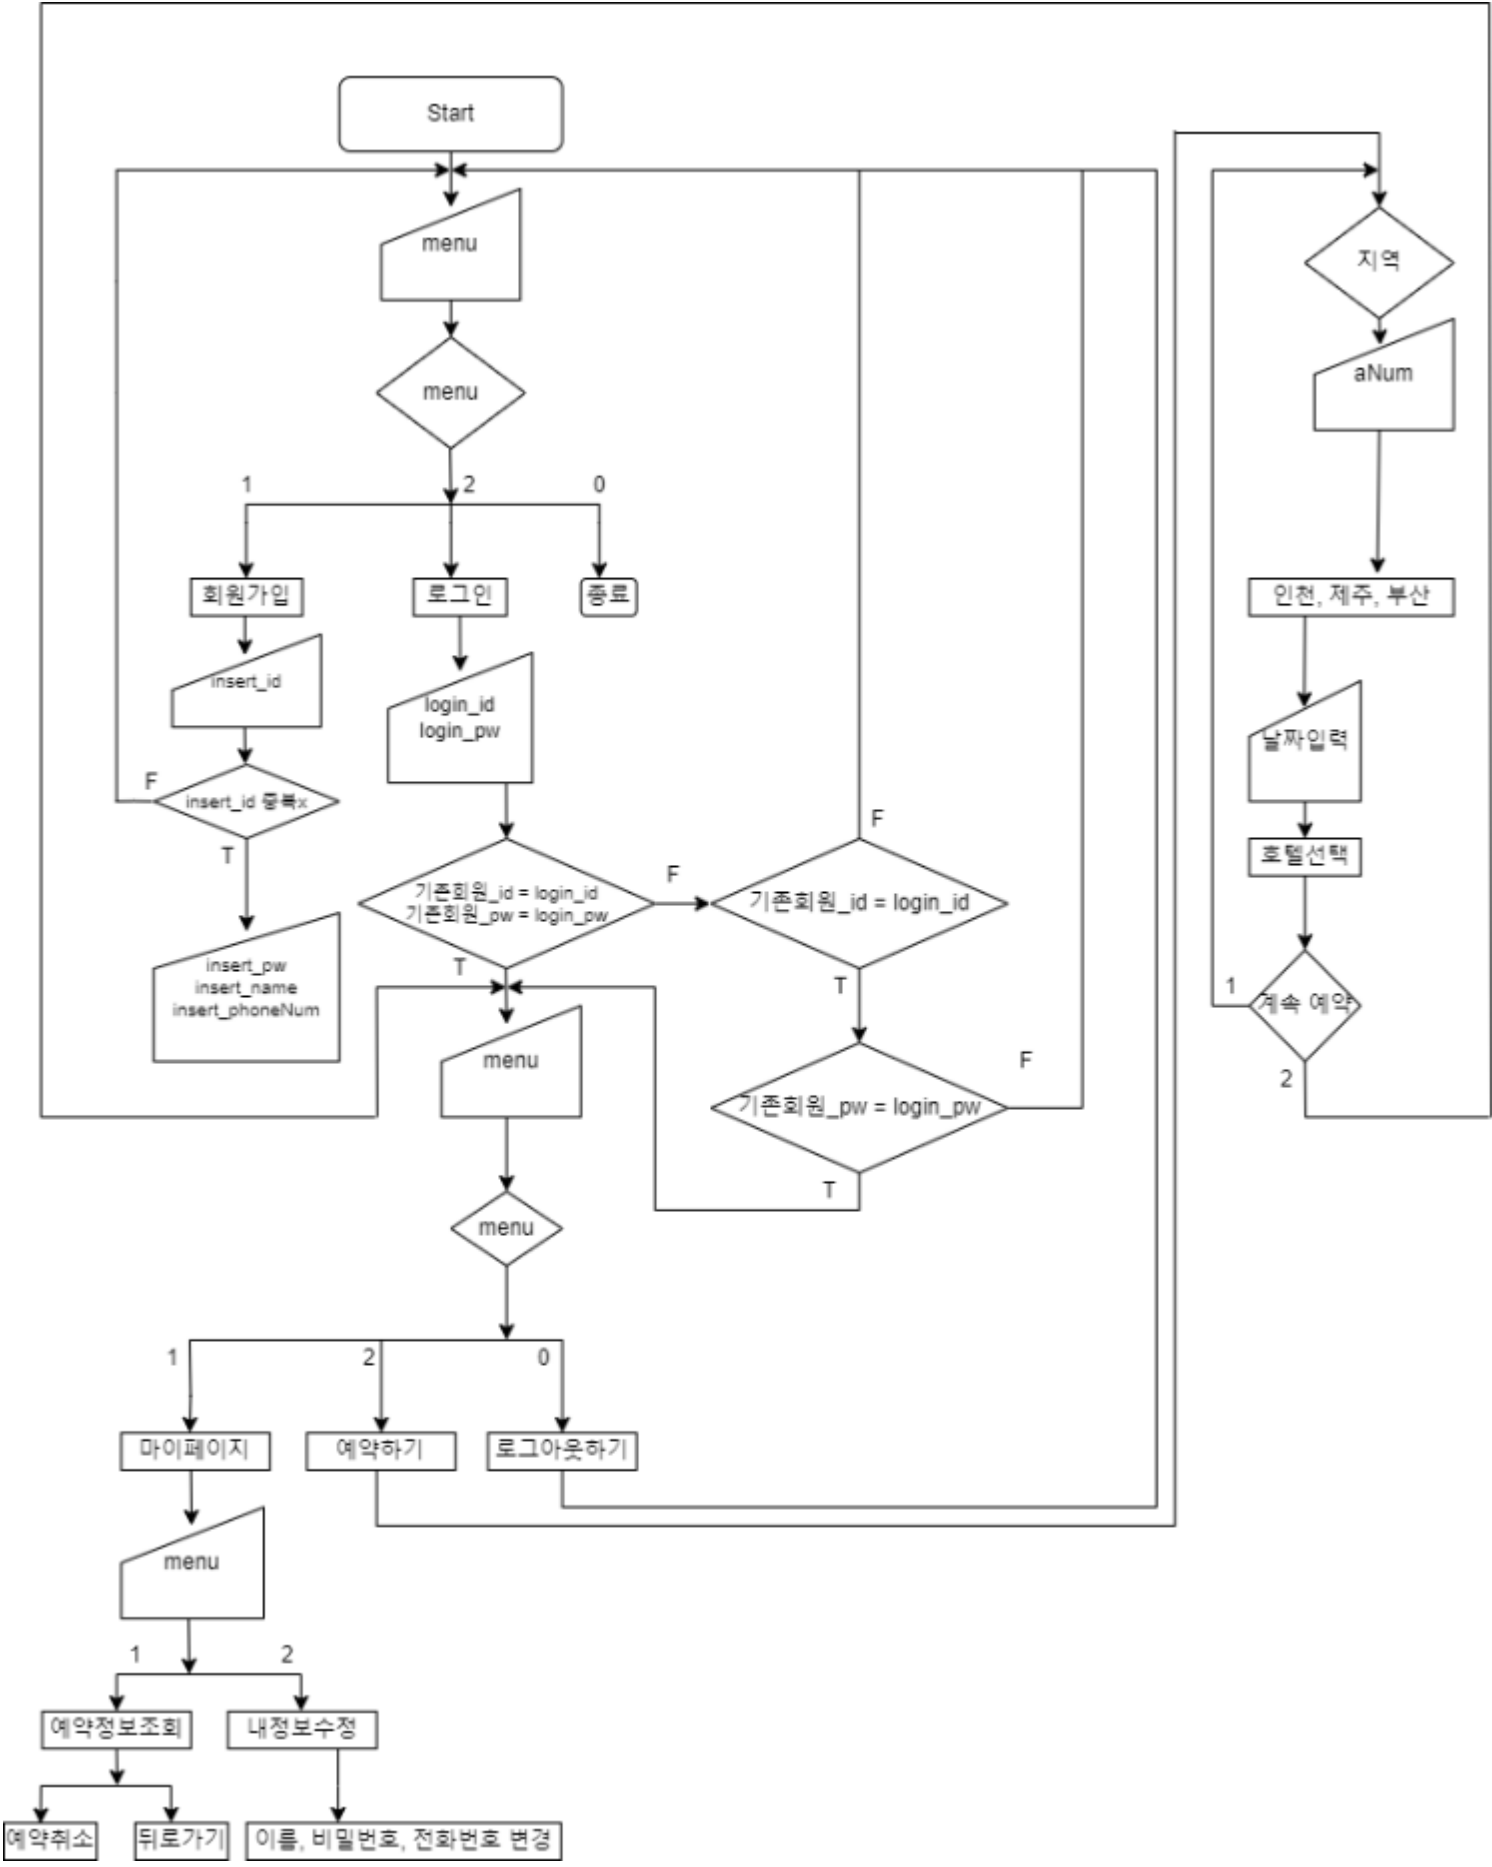 Start
menu
menu
1
2
0
회원가입
로그인
종료
insert_id
login_id
login_pw
F
insert_id 중복x
T
insert_pw
insert_name
insert_phoneNum
기존회원_id = login_id
기존회원_pw = login_pw
F
T
F
기존회원_id = login_id
T
기존회원_pw = login_pw
F
T
menu
menu
1
2
0
마이페이지
예약하기
로그아웃하기
menu
1
2
예약정보조회
내정보수정
예약취소
뒤로가기
이름, 비밀번호, 전화번호 변경
지역
aNum
인천, 제주, 부산
날짜입력
호텔선택
1
계속 예약
2